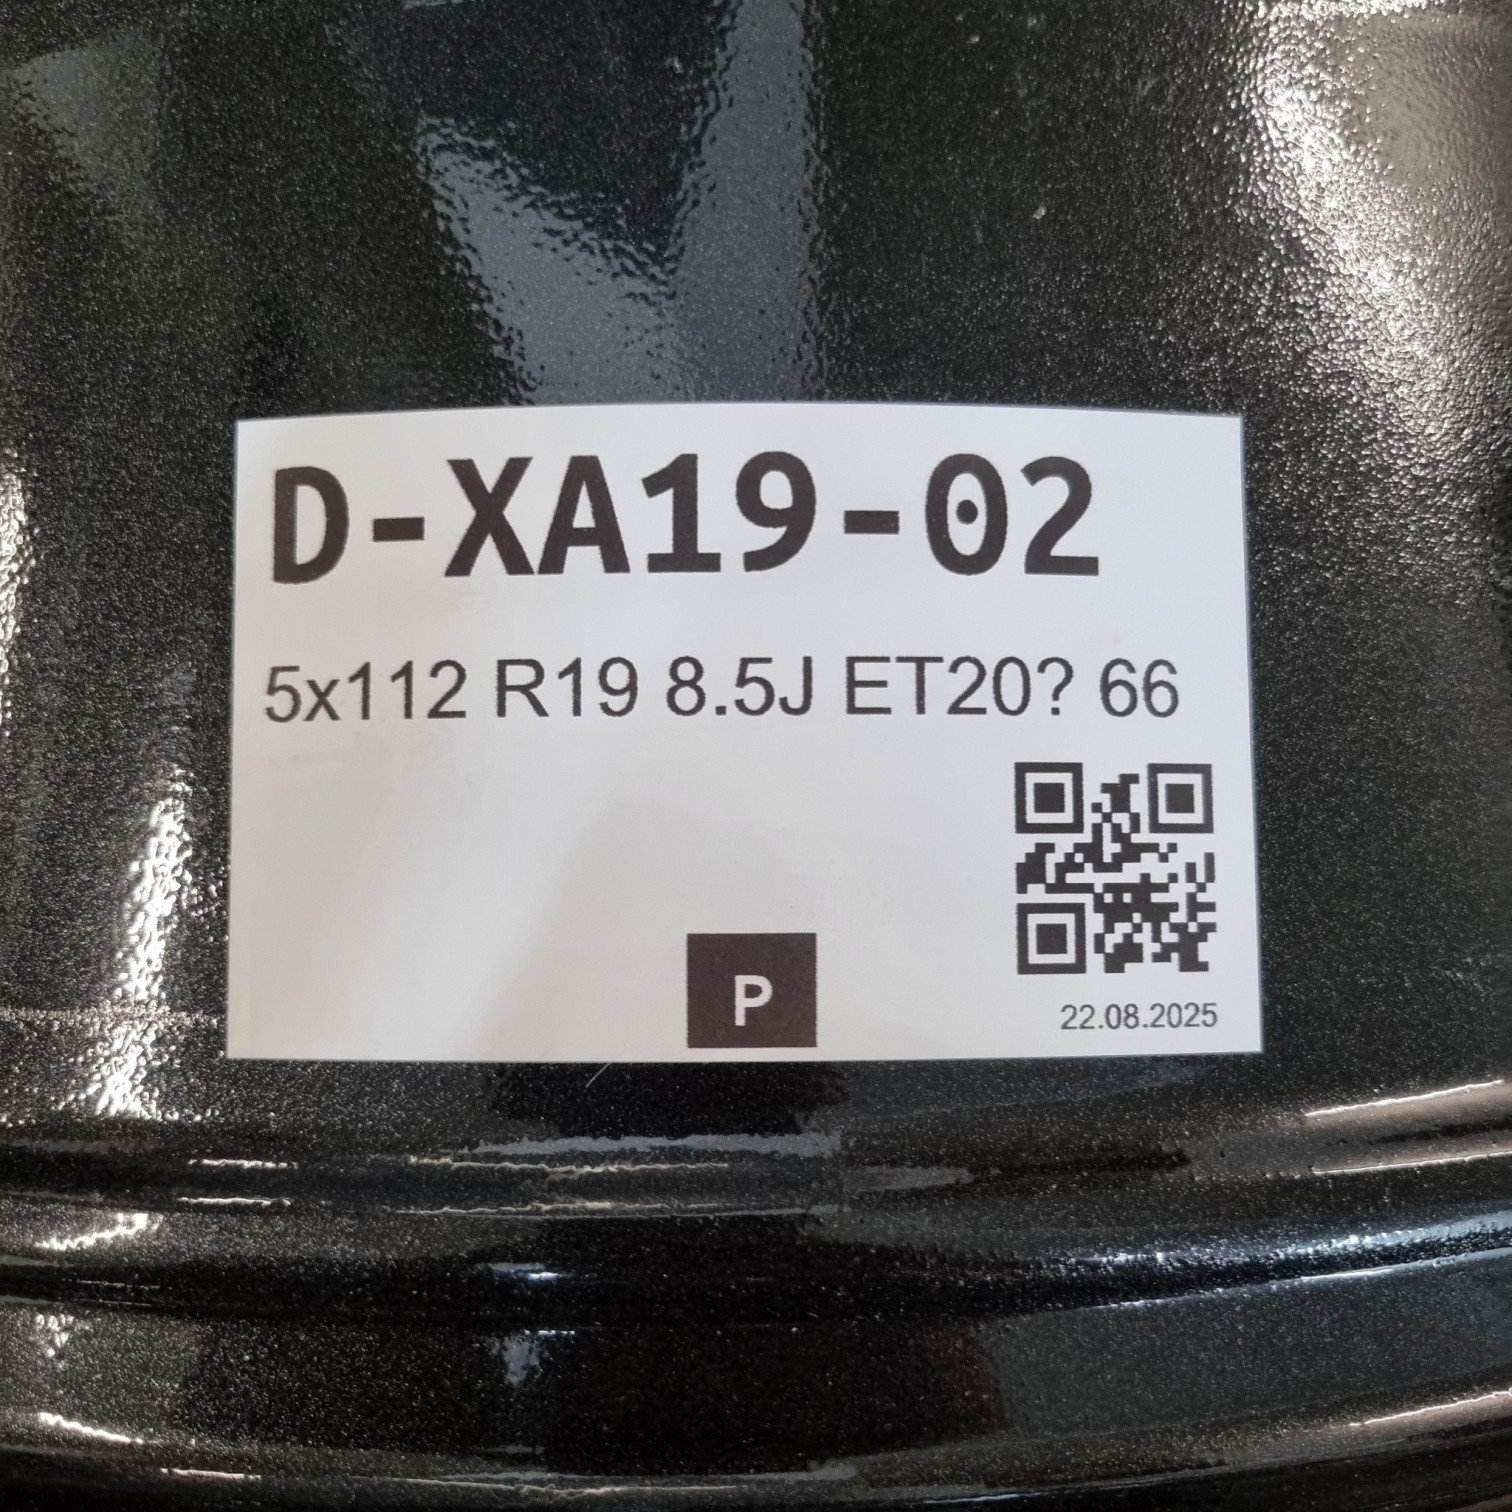 D-XA19-02
5x112 R19 8.5J ET20? 66
P
22.08.2025